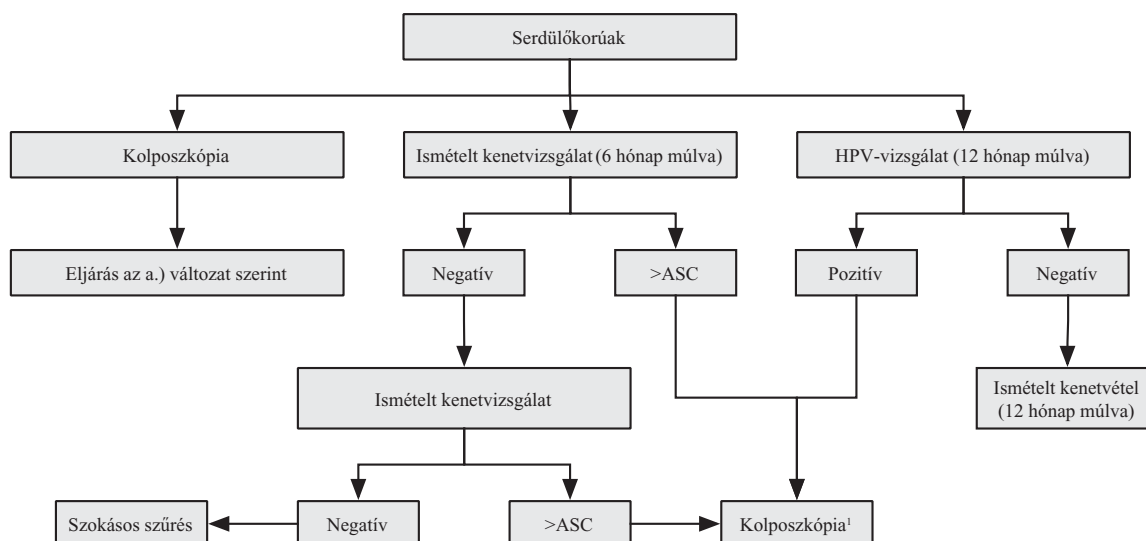 Serdülőkorúak
Kolposzkópia
Ismételt kenetvizsgálat (6 hónap múlva)
HPV-vizsgálat (12 hónap múlva)
Eljárás az a.) változat szerint
Negatív
>ASC
Pozitív
Negatív
Ismételt kenetvizsgálat
Ismételt kenetvétel
(12 hónap múlva)
Szokásos szűrés
Negatív
>ASC
Kolposzkópia¹